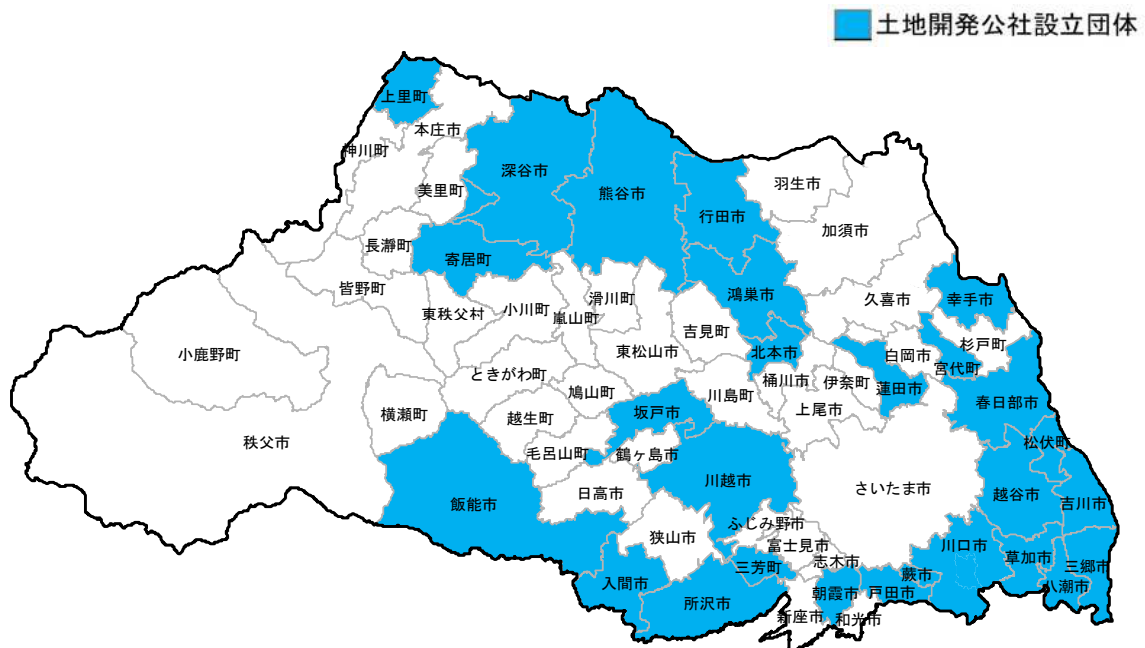 土地開発公社設立団体
上里町
本庄市
神川町
美里町
深谷市
熊谷市
行田市
羽生市
加須市
長瀞町
寄居町
皆野町
東秩父村
小川町
嵐山町
滑川町
吉見町
鴻巣市
久喜市
幸手市
小鹿野町
ときがわ町
東松山市
北本市
白岡市
杉戸町
宮代町
横瀬町
鳩山町
川島町
桶川市
伊奈町
蓮田市
春日部市
秩父市
越生町
坂戸市
上尾市
松伏町
毛呂山町
鶴ヶ島市
飯能市
日高市
川越市
さいたま市
越谷市
吉川市
狭山市
ふじみ野市
富士見市
志木市
川口市
草加市
三郷市
入間市
三芳町
蕨市
八潮市
所沢市
朝霞市
戸田市
新座市
和光市